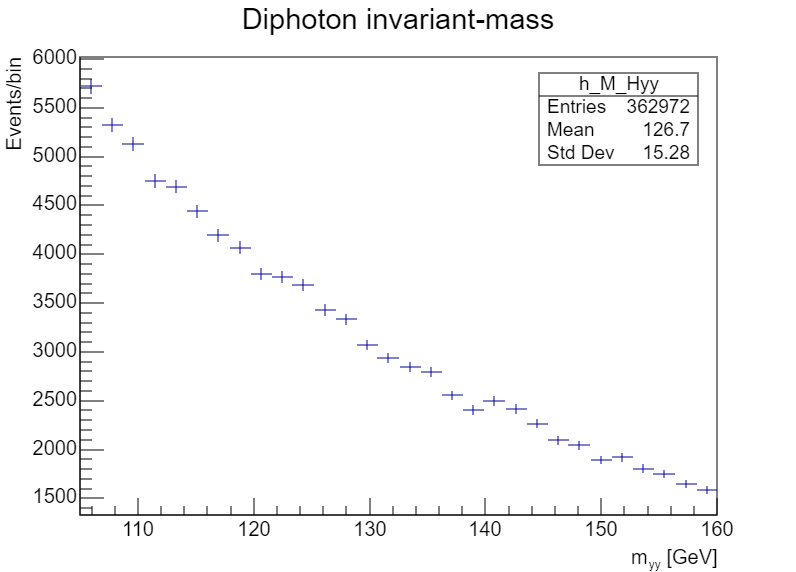 Diphoton invariant-mass
Events/bin
h_M_Hyy
Entries 362972
Mean 126.7
Std Dev 15.28
6000
5500
5000
4500
4000
3500
3000
2500
2000
1500
110 120 130 140 150 160
myy [GeV]